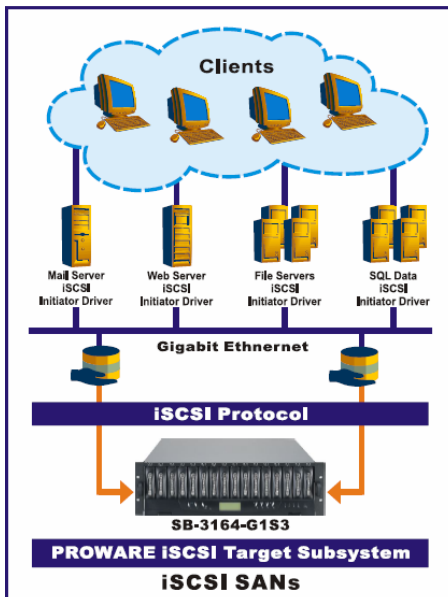 Clients
Mail Server
iSCSI
Initiator Driver
Web Server
iSCSI
Initiator Driver
File Servers
iSCSI
Initiator Driver
SQL Data
iSCSI
Initiator Driver
Gigabit Ethnernet
iSCSI Protocol
SB-3164-G1S3
PROWARE iSCSI Target Subsystem
iSCSI SANs